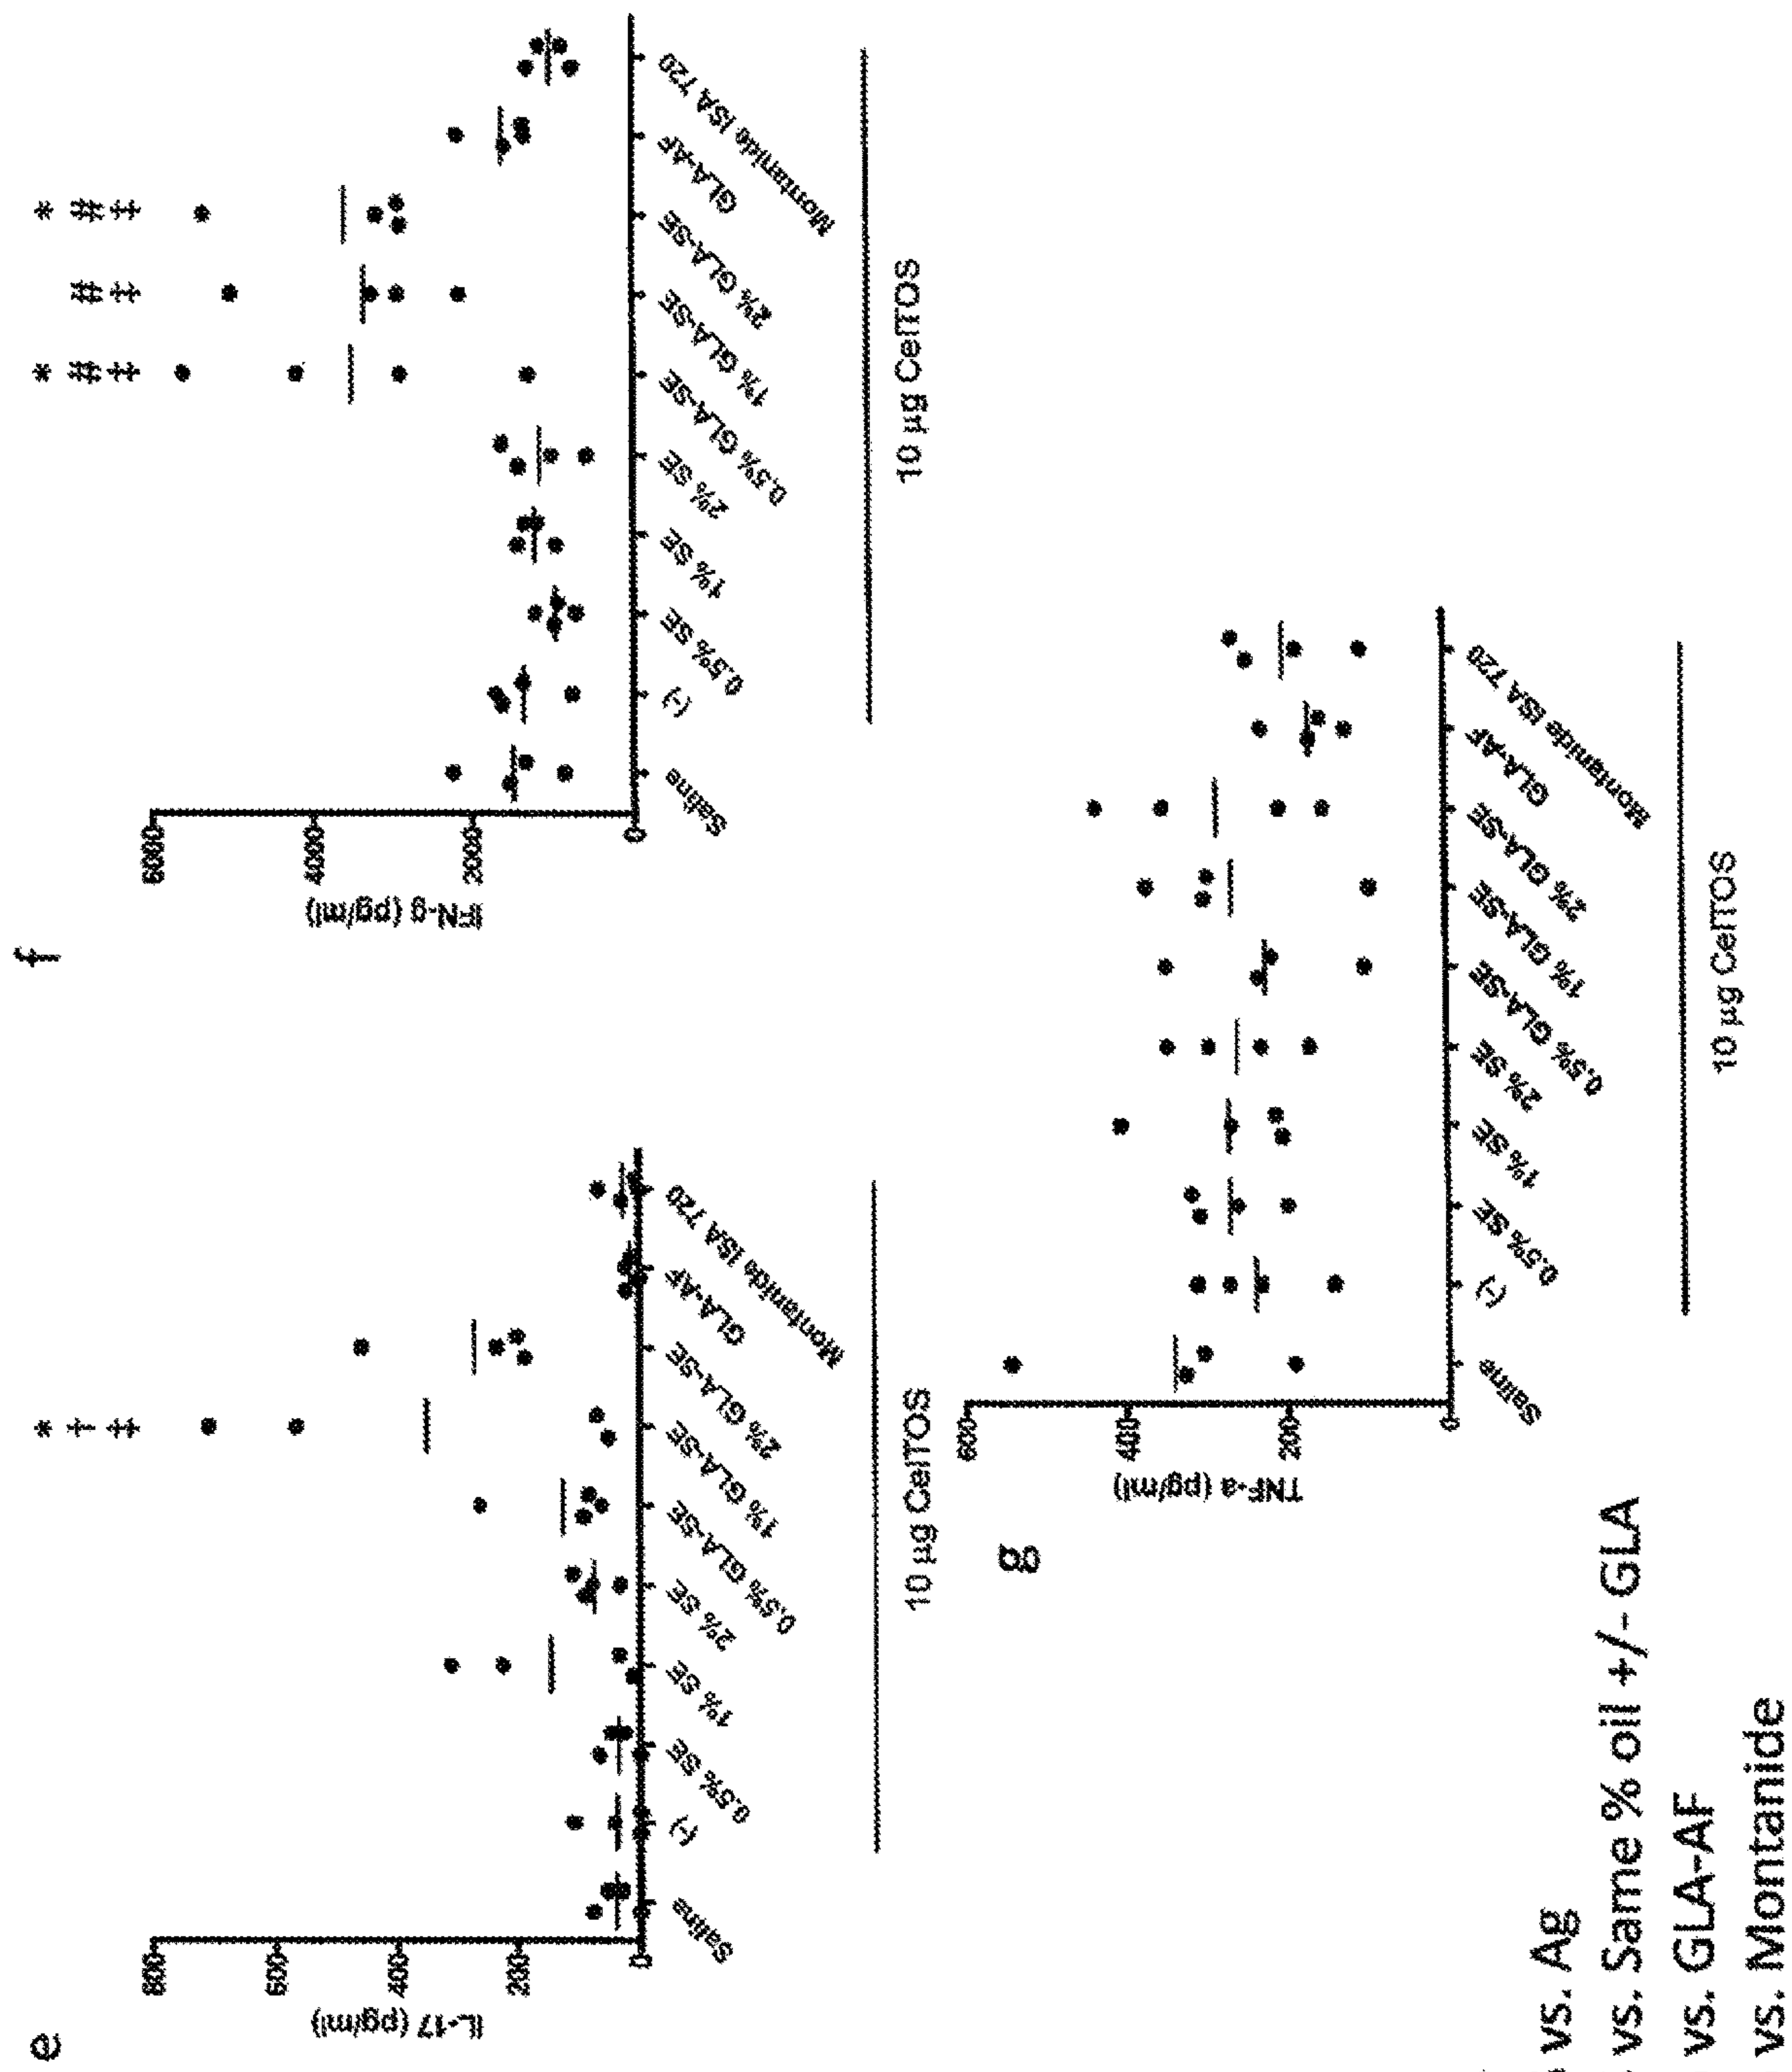 e
IL-17 (pg/ml)
800
600
400
200
0
Saline
(-)
0.5% SE
1% SE
2% SE
0.5% GLA-SE
1% GLA-SE
2% GLA-SE
GLA-AF
Montanide ISA 720
* † ‡
10 µg CelTOS
f
IFN-g (pg/ml)
6000
4000
2000
0
Saline
(-)
0.5% SE
1% SE
2% SE
0.5% GLA-SE
1% GLA-SE
2% GLA-SE
GLA-AF
Montanide ISA 720
* # ‡
# ‡
* # ‡
10 µg CelTOS
g
TNF-a (pg/ml)
600
400
200
0
Saline
(-)
0.5% SE
1% SE
2% SE
0.5% GLA-SE
1% GLA-SE
2% GLA-SE
GLA-AF
Montanide ISA 720
10 µg CelTOS
vs. Ag
vs. Same % oil +/- GLA
vs. GLA-AF
vs. Montanide